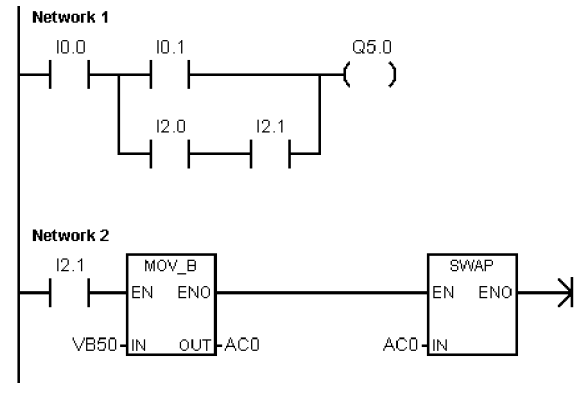 Network 1
I0.0 I0.1 Q5.0
I2.0 I2.1
Network 2
I2.1 MOV_B SWAP
EN ENO EN ENO
VB50 IN OUT AC0 AC0 IN